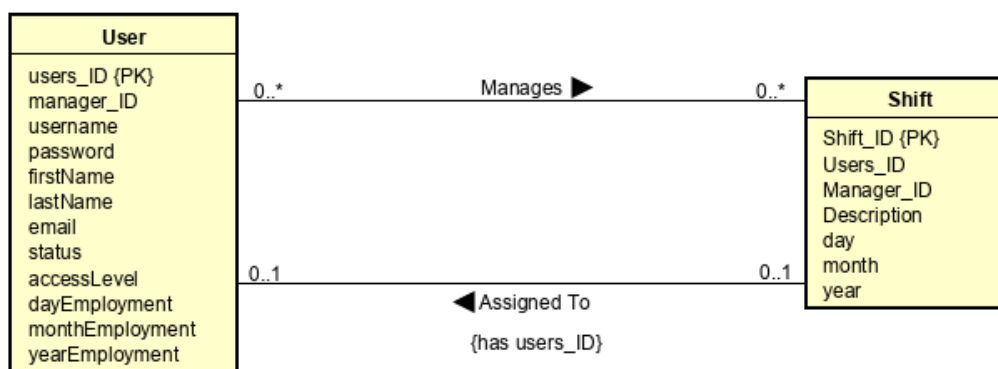 User
users_ID {PK}
manager_ID
username
password
firstName
lastName
email
status
accessLevel
dayEmployment
monthEmployment
yearEmployment
0..*
Manages
0..*
0..1
0..1
Assigned To
{has users_ID}
Shift
Shift_ID {PK}
Users_ID
Manager_ID
Description
day
month
year